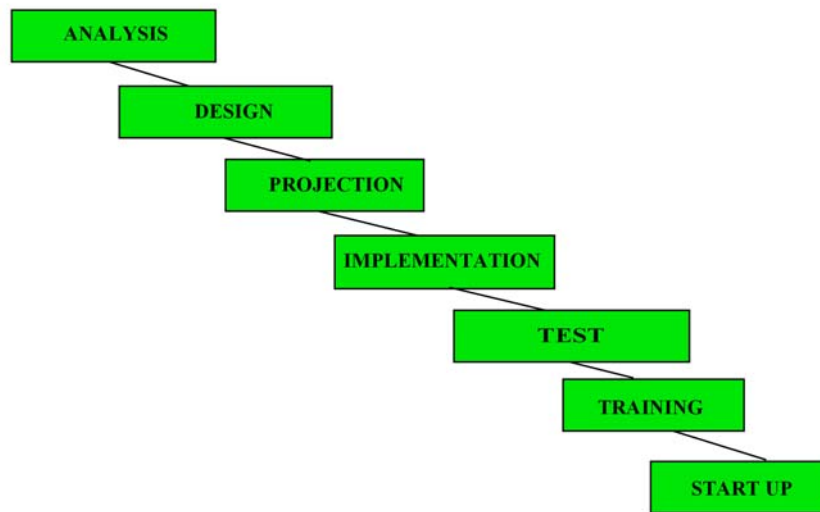 ANALYSIS
DESIGN
PROJECTION
IMPLEMENTATION
TEST
TRAINING
START UP